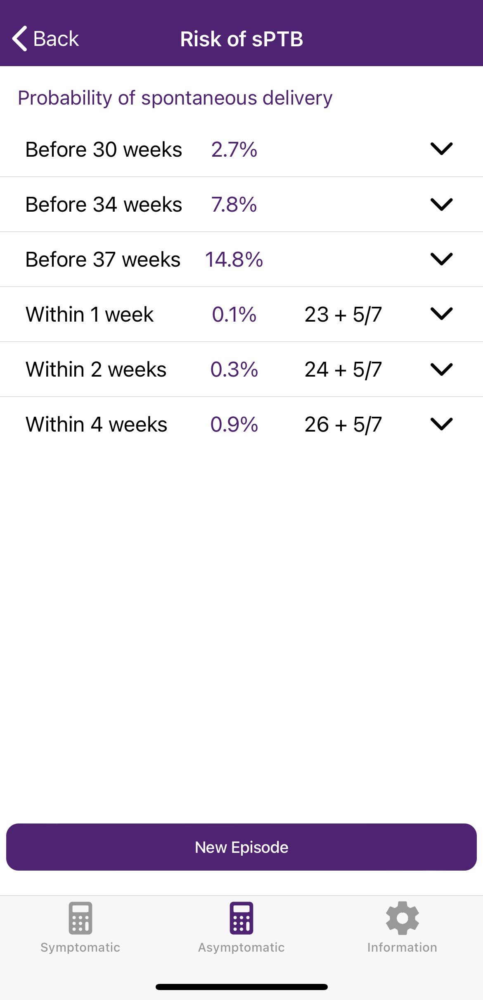 Back Risk of sPTB
Probability of spontaneous delivery
Before 30 weeks 2.7%
Before 34 weeks 7.8%
Before 37 weeks 14.8%
Within 1 week 0.1% 23 + 5/7
Within 2 weeks 0.3% 24 + 5/7
Within 4 weeks 0.9% 26 + 5/7
New Episode
Symptomatic Asymptomatic Information